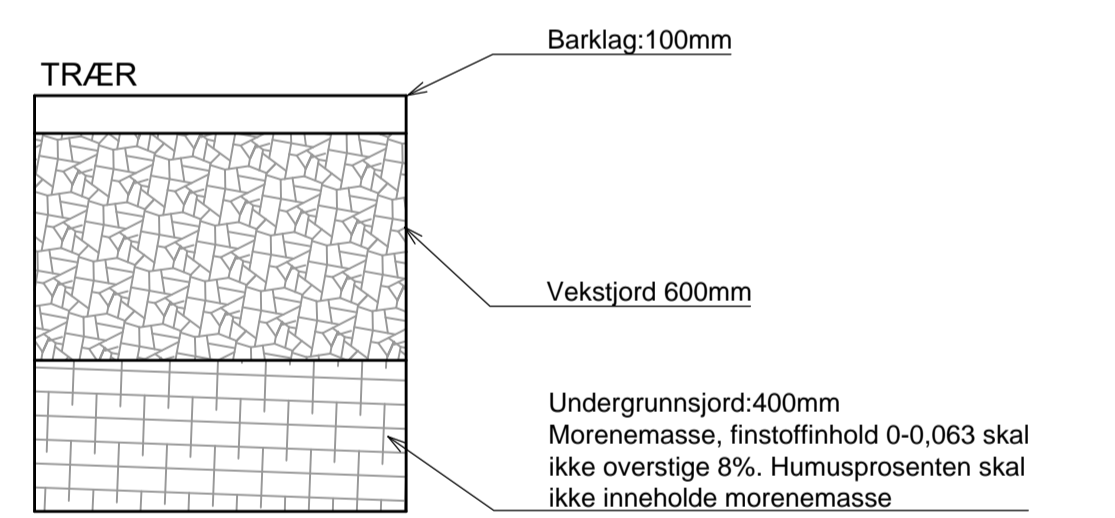 TRÆR
Barklag:100mm
Vekstjord 600mm
Undergrunnsjord:400mm
Morenemasse, finstoffinhold 0-0,063 skal
ikke overstige 8%. Humusprosenten skal
ikke inneholde morenemasse